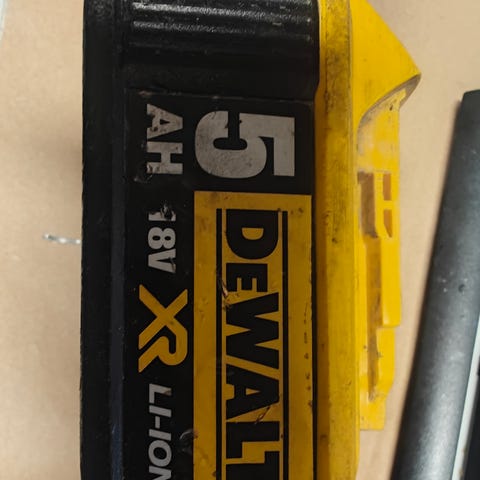 5
AH 18V XR LI-ION
DEWALT